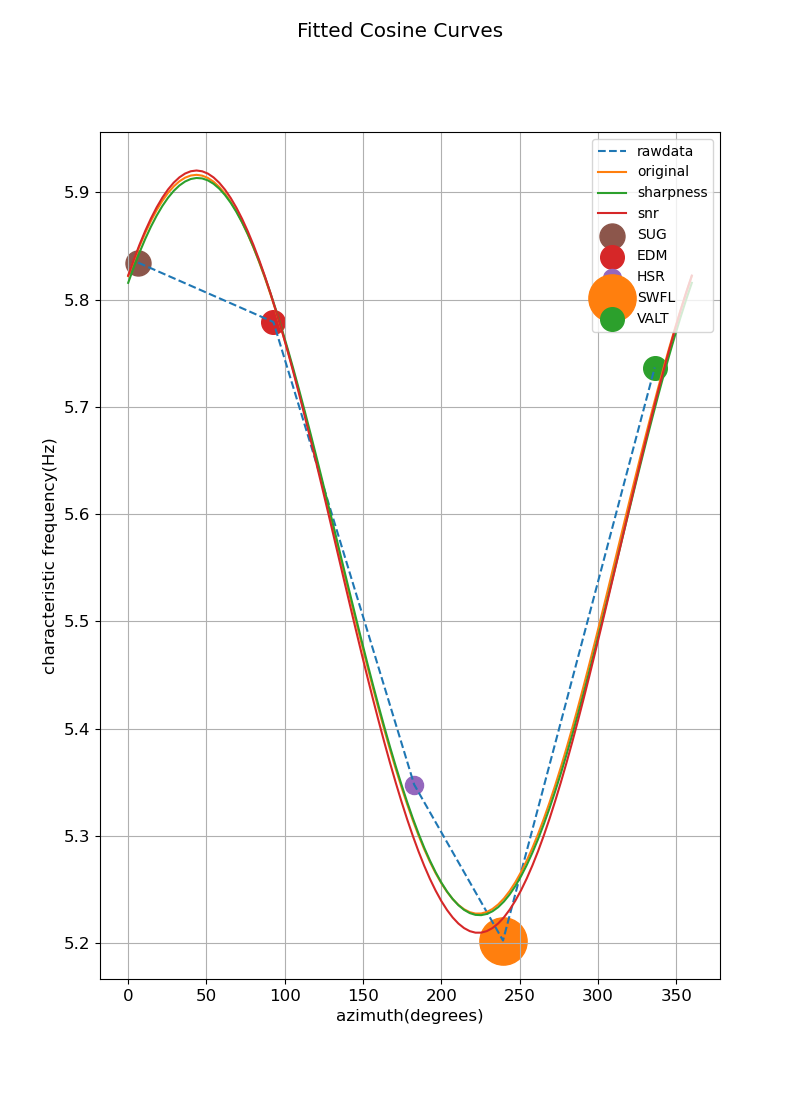 Fitted Cosine Curves
rawdata
original
sharpness
snr
SUG
EDM
HSR
SWFL
VALT
5.9
5.8
5.7
5.6
5.5
5.4
5.3
5.2
characteristic frequency(Hz)
0 50 100 150 200 250 300 350
azimuth(degrees)